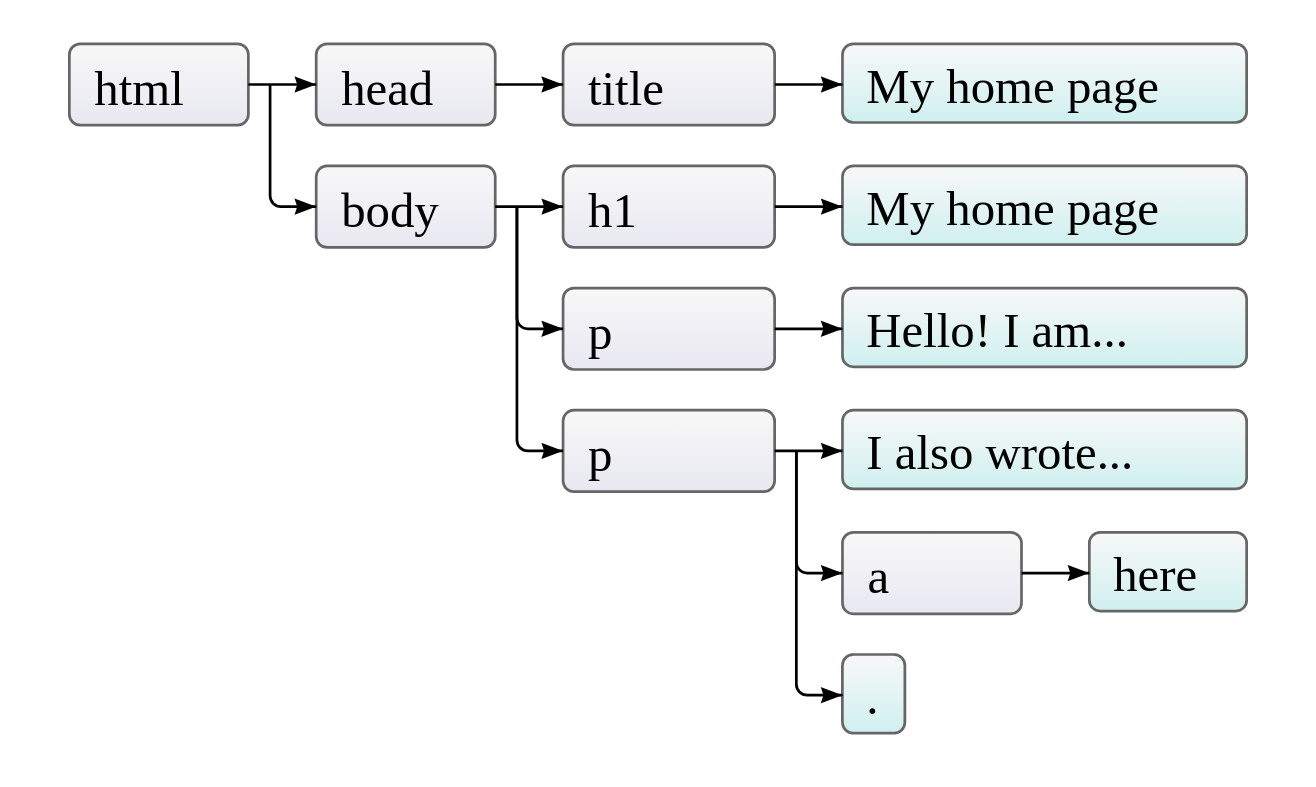 html head title My home page
body h1 My home page
p Hello! I am...
p I also wrote...
a here
.